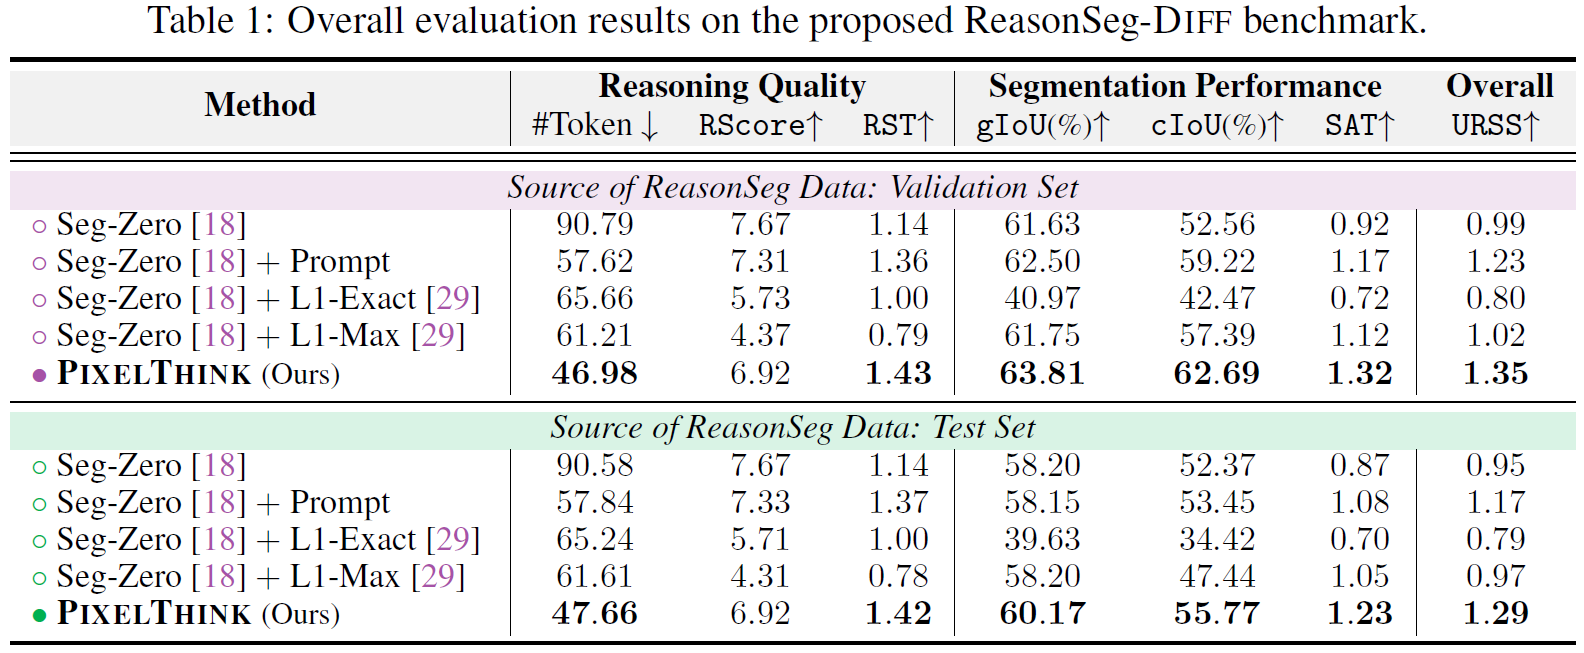 Table 1: Overall evaluation results on the proposed ReasonSeg-DIFF benchmark.
Method Reasoning Quality Segmentation Performance Overall
#Token↓ RScore↑ RST↑ gIoU(%)↑ cIoU(%)↑ SAT↑ URSS↑
Source of ReasonSeg Data: Validation Set
○ Seg-Zero [18] 90.79 7.67 1.14 61.63 52.56 0.92 0.99
○ Seg-Zero [18] + Prompt 57.62 7.31 1.36 62.50 59.22 1.17 1.23
○ Seg-Zero [18] + L1-Exact [29] 65.66 5.73 1.00 40.97 42.47 0.72 0.80
○ Seg-Zero [18] + L1-Max [29] 61.21 4.37 0.79 61.75 57.39 1.12 1.02
● PIXELTHINK (Ours) 46.98 6.92 1.43 63.81 62.69 1.32 1.35
Source of ReasonSeg Data: Test Set
○ Seg-Zero [18] 90.58 7.67 1.14 58.20 52.37 0.87 0.95
○ Seg-Zero [18] + Prompt 57.84 7.33 1.37 58.15 53.45 1.08 1.17
○ Seg-Zero [18] + L1-Exact [29] 65.24 5.71 1.00 39.63 34.42 0.70 0.79
○ Seg-Zero [18] + L1-Max [29] 61.61 4.31 0.78 58.20 47.44 1.05 0.97
● PIXELTHINK (Ours) 47.66 6.92 1.42 60.17 55.77 1.23 1.29